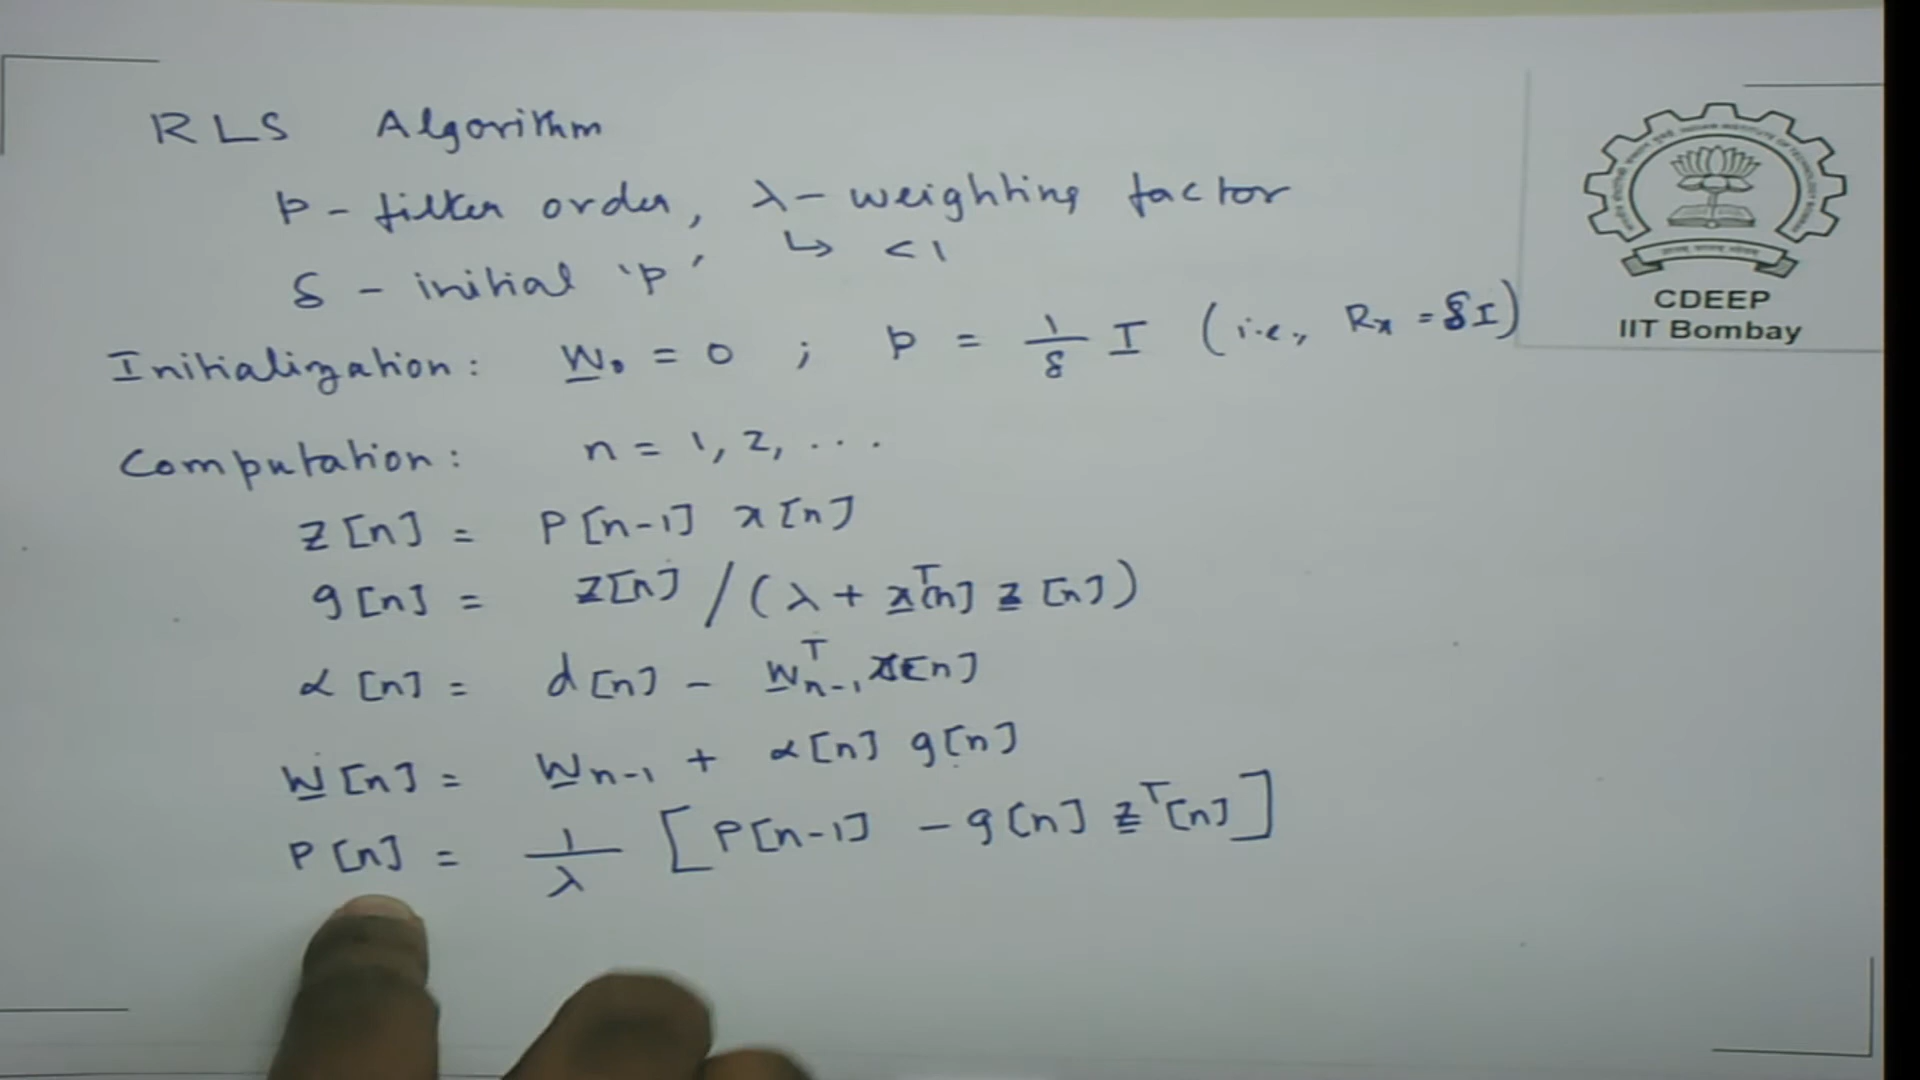 RLS Algorithm
p - filter order, λ - weighting factor
↳ < 1
δ - initial 'p'
Initialization: w₀ = 0 ; p = 1/δ I (i.e., Rₓ = δI)
Computation: n = 1, 2, ...
z[n] = P[n-1] x[n]
g[n] = z[n] / (λ + xᵀ[n] z[n])
α[n] = d[n] - wᵀₙ₋₁ x[n]
w[n] = wₙ₋₁ + α[n] g[n]
P[n] = 1/λ [P[n-1] - g[n] zᵀ[n]]
CDEEP
IIT Bombay